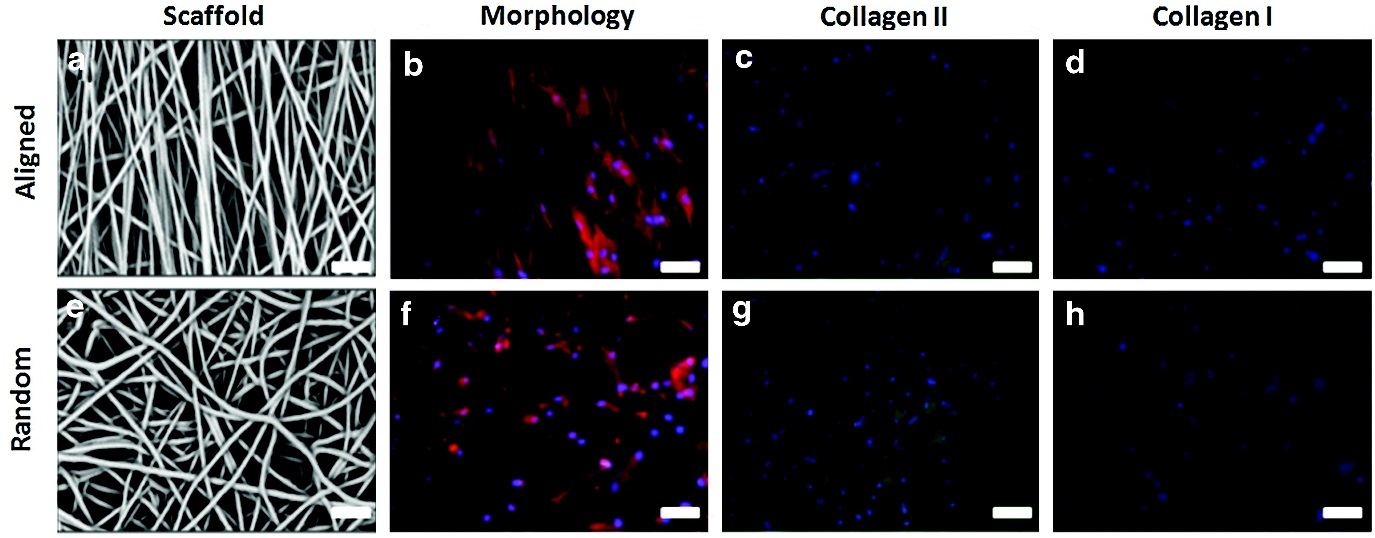 Scaffold Morphology Collagen II Collagen I
Aligned
a b c d
Random
e f g h